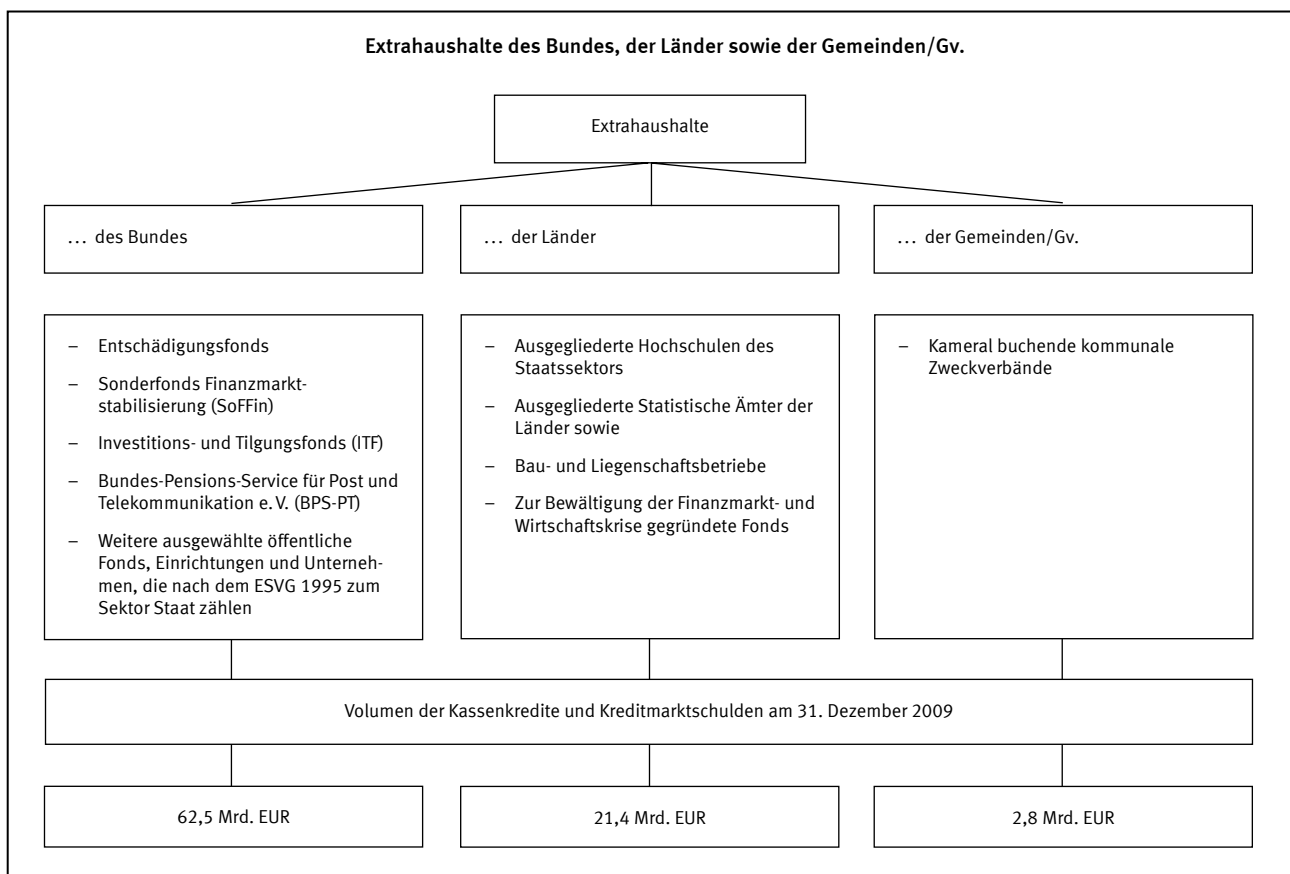 Extrahaushalte des Bundes, der Länder sowie der Gemeinden/Gv.
Extrahaushalte
… des Bundes
… der Länder
… der Gemeinden/Gv.
– Entschädigungsfonds
– Sonderfonds Finanzmarkt-
stabilisierung (SoFFin)
– Investitions- und Tilgungsfonds (ITF)
– Bundes-Pensions-Service für Post und
Telekommunikation e. V. (BPS-PT)
– Weitere ausgewählte öffentliche
Fonds, Einrichtungen und Unterneh-
men, die nach dem ESVG 1995 zum
Sektor Staat zählen
– Ausgegliederte Hochschulen des
Staatssektors
– Ausgegliederte Statistische Ämter der
Länder sowie
– Bau- und Liegenschaftsbetriebe
– Zur Bewältigung der Finanzmarkt- und
Wirtschaftskrise gegründete Fonds
– Kameral buchende kommunale
Zweckverbände
Volumen der Kassenkredite und Kreditmarktschulden am 31. Dezember 2009
62,5 Mrd. EUR
21,4 Mrd. EUR
2,8 Mrd. EUR